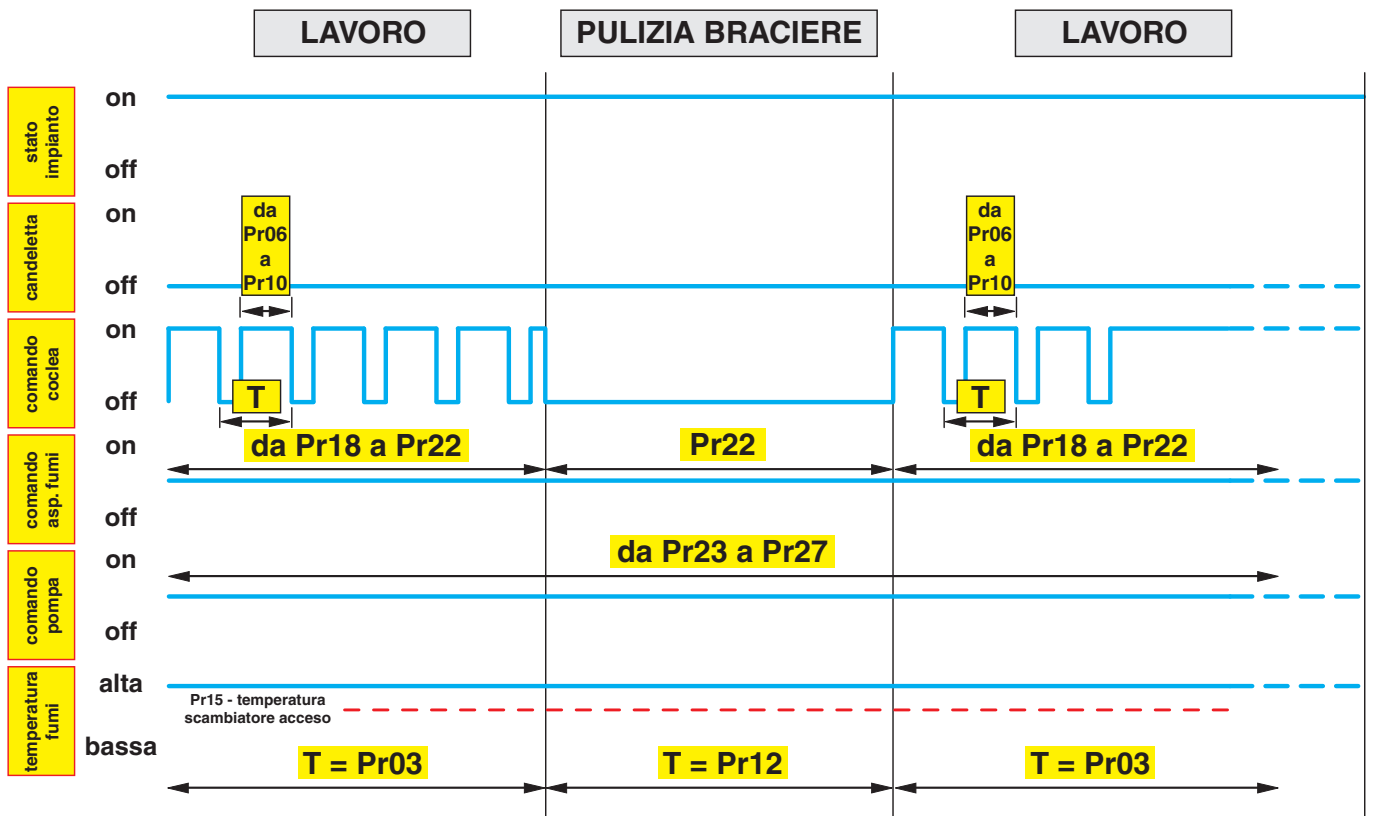 LAVORO
PULIZIA BRACIERE
LAVORO
stato
impianto
on
off
candeletta
on
off
da
Pr06
a
Pr10
da
Pr06
a
Pr10
comando
coclea
on
off
T
T
comando
asp. fumi
on
off
da Pr18 a Pr22
Pr22
da Pr18 a Pr22
comando
pompa
on
off
da Pr23 a Pr27
temperatura
fumi
alta
bassa
Pr15 - temperatura
scambiatore acceso
T = Pr03
T = Pr12
T = Pr03